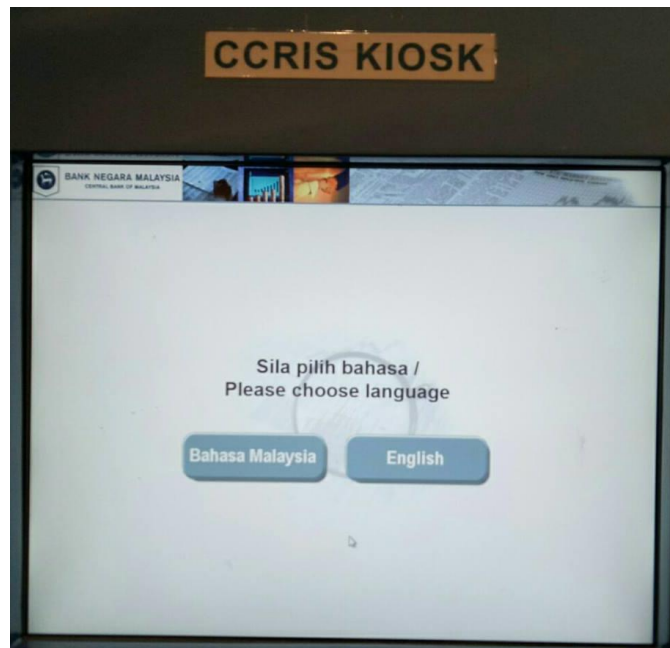 CCRIS KIOSK
BANK NEGARA MALAYSIA
CENTRAL BANK OF MALAYSIA
Sila pilih bahasa /
Please choose language
Bahasa Malaysia
English